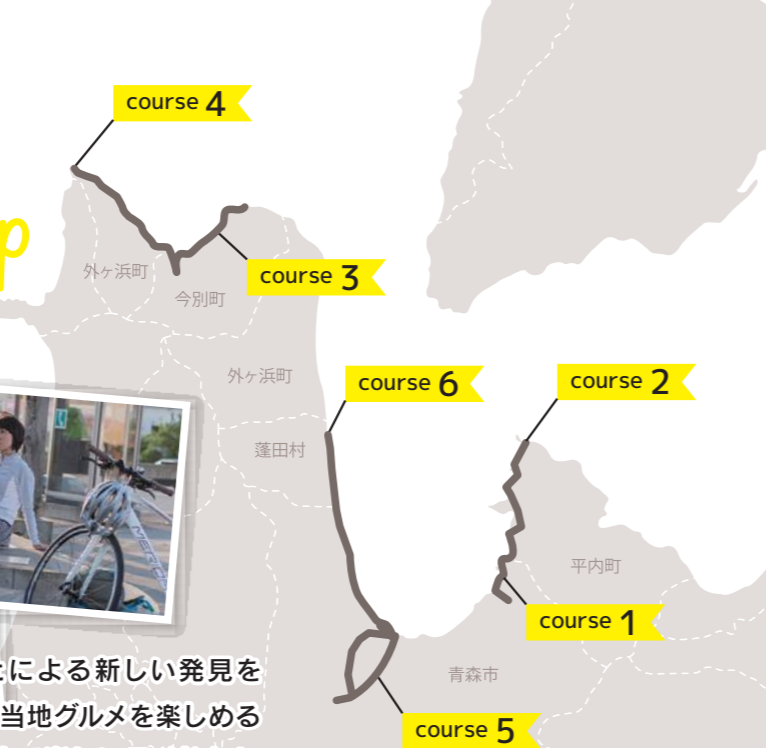 course 4
p
外ヶ浜町
course 3
今別町
外ヶ浜町
course 6
course 2
蓬田村
MERIDA
平内町
course 1
とによる新しい発見を
青森市
当地グルメを楽しめる
course 5